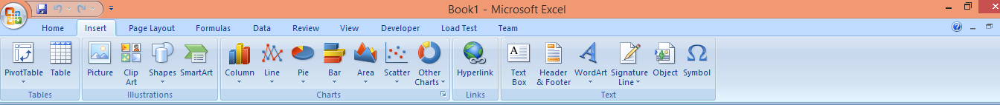 Book1 - Microsoft Excel
Home Insert Page Layout Formulas Data Review View Developer Load Test Team
PivotTable Table Picture Clip Art Shapes SmartArt Column Line Pie Bar Area Scatter Other Charts Hyperlink Text Box Header & Footer WordArt Signature Line Object Symbol
Tables Illustrations Charts Links Text